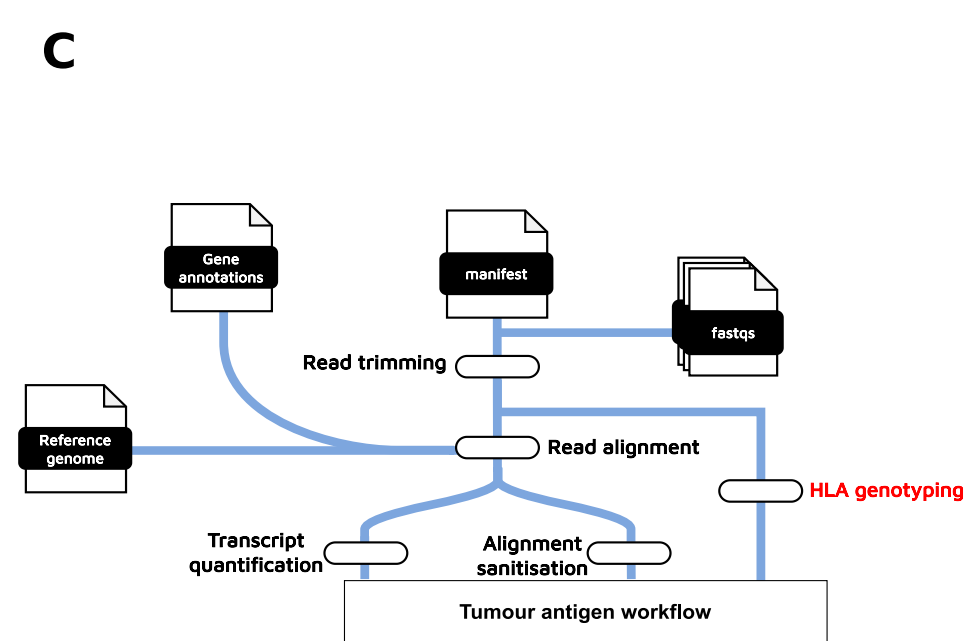 C
Gene
annotations
manifest
fastqs
Read trimming
Reference
genome
Read alignment
HLA genotyping
Transcript
quantification
Alignment
sanitisation
Tumour antigen workflow